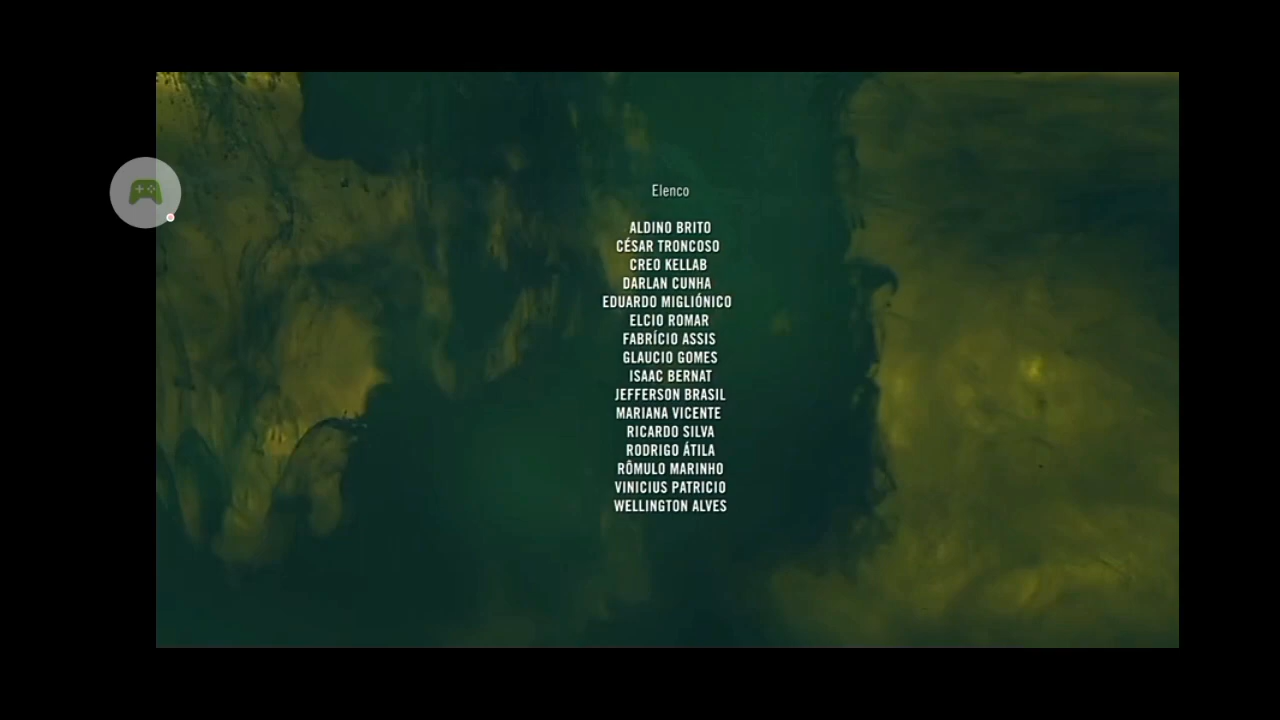 Elenco
ALDINO BRITO
CÉSAR TRONCOSO
CREO KELLAB
DARLAN CUNHA
EDUARDO MIGLIÓNICO
ELCIO ROMAR
FABRÍCIO ASSIS
GLAUCIO GOMES
ISAAC BERNAT
JEFFERSON BRASIL
MARIANA VICENTE
RICARDO SILVA
RODRIGO ÁTILA
RÔMULO MARINHO
VINICIUS PATRICIO
WELLINGTON ALVES